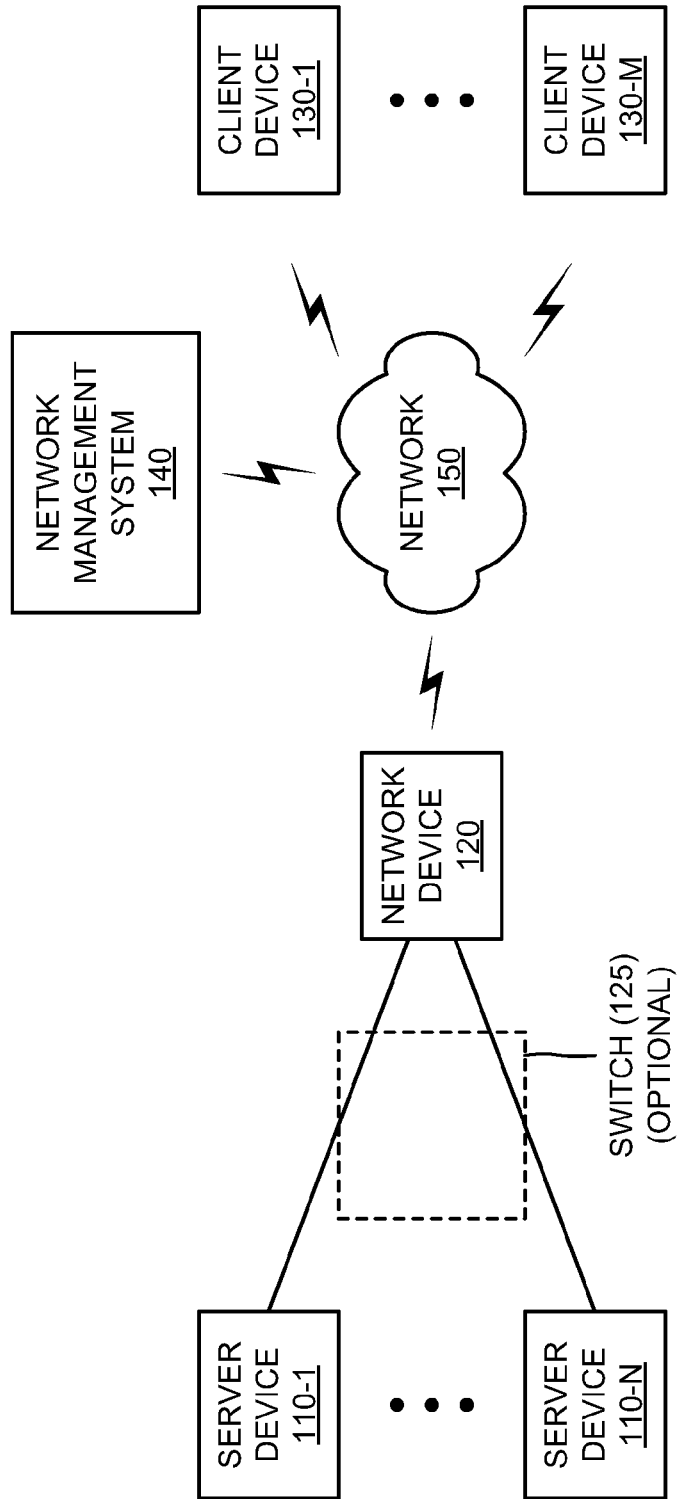 NETWORK
MANAGEMENT
SYSTEM
140
SERVER
DEVICE
110-1
SERVER
DEVICE
110-N
SWITCH (125)
(OPTIONAL)
NETWORK
DEVICE
120
NETWORK
150
CLIENT
DEVICE
130-1
CLIENT
DEVICE
130-M